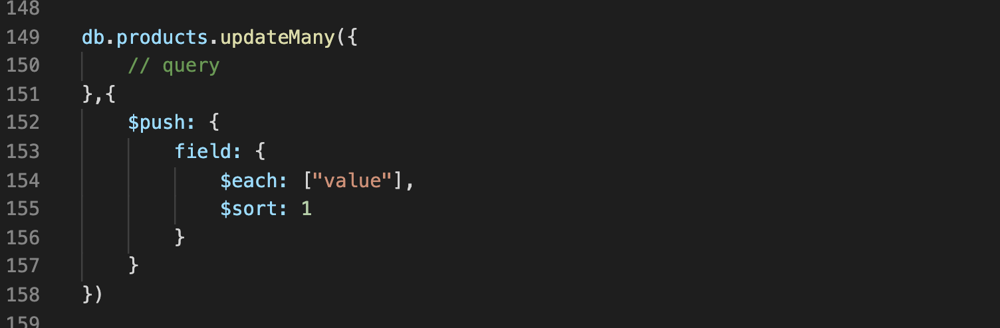 148
149 db.products.updateMany({
150 // query
151 },{
152 $push: {
153 field: {
154 $each: ["value"],
155 $sort: 1
156 }
157 }
158 })
159